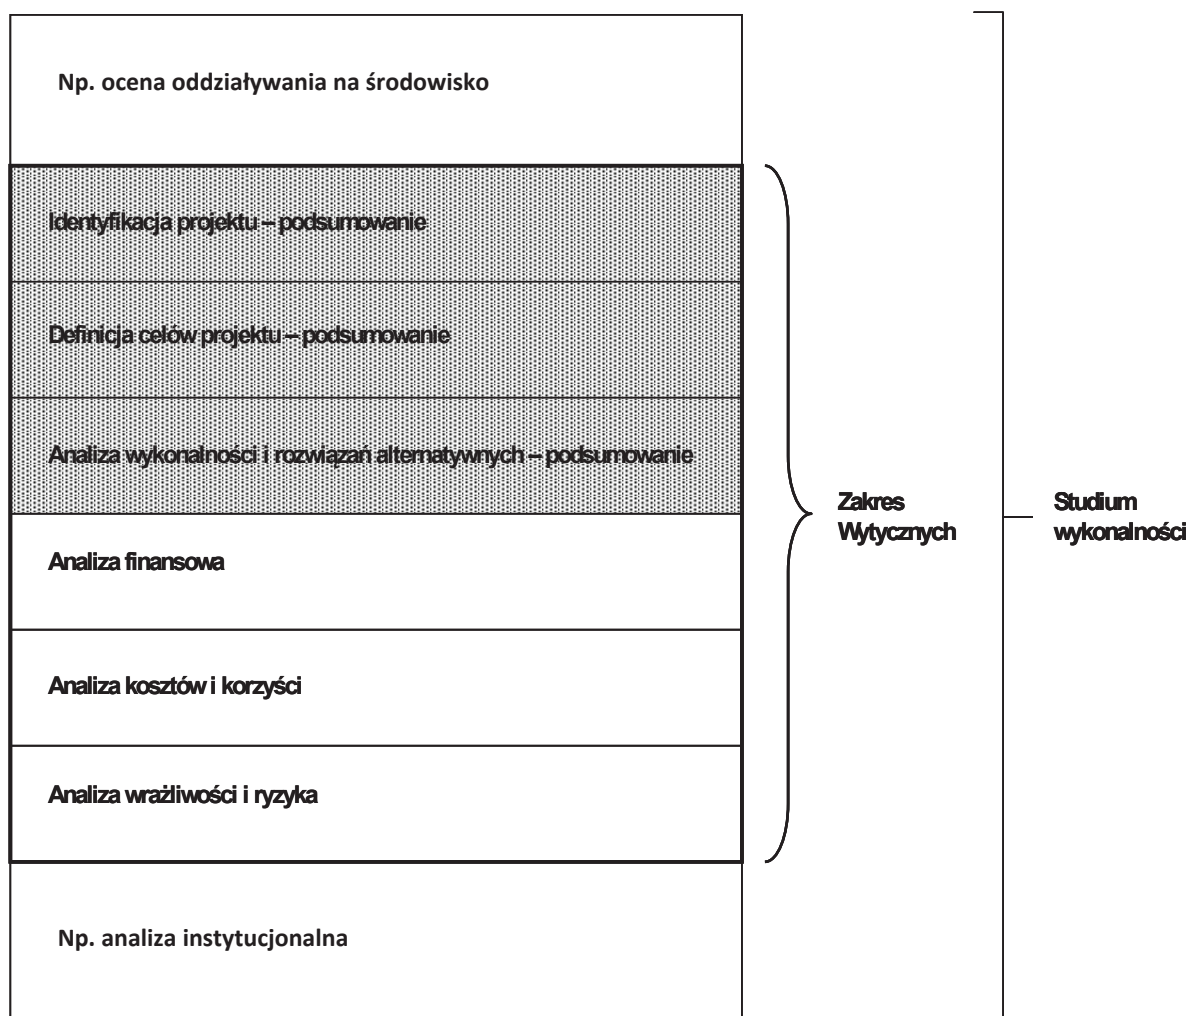 Np. ocena oddziaływania na środowisko
Identyfikacja projektu – podsumowanie
Definicja celów projektu – podsumowanie
Analiza wykonalności i rozwiązań alternatywnych – podsumowanie
Analiza finansowa
Analiza kosztów i korzyści
Analiza wrażliwości i ryzyka
Np. analiza instytucjonalna
Zakres
Wytycznych
Studium
wykonalności